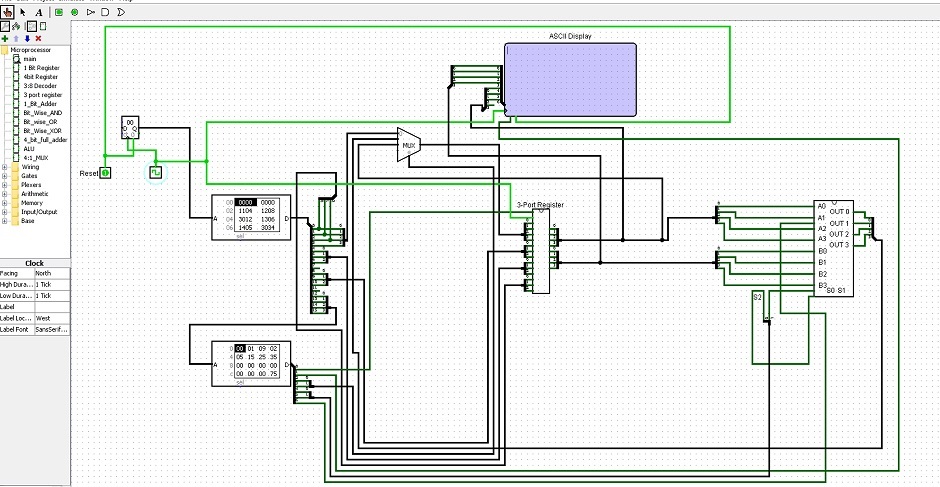 Microprocessor
main
1 Bit Register
4bit Register
3:8 Decoder
3 port register
1_Bit_Adder
Bit_Wise_AND
Bit_wise_OR
Bit_Wise_XOR
4_bit_full_adder
ALU
4:1_MUX
Wiring
Gates
Plexers
Arithmetic
Memory
Input/Output
Base
Clock
Facing North
High Dura... 1 Tick
Low Dura... 1 Tick
Label
Label Loc... West
Label Font SansSerif...
ASCII Display
00
Q
Reset
MUX
3-Port Register
A
00 0000 0000
02 1104 1208
04 3012 1306
06 1405 3034
D
sel
A
0 00 01 09 02
4 05 15 25 35
8 00 00 00 00
c 00 00 00 75
D
sel
A0
A1
A2
A3
B0
B1
B2
B3
OUT 0
OUT 1
OUT 2
OUT 3
S0 S1
S2